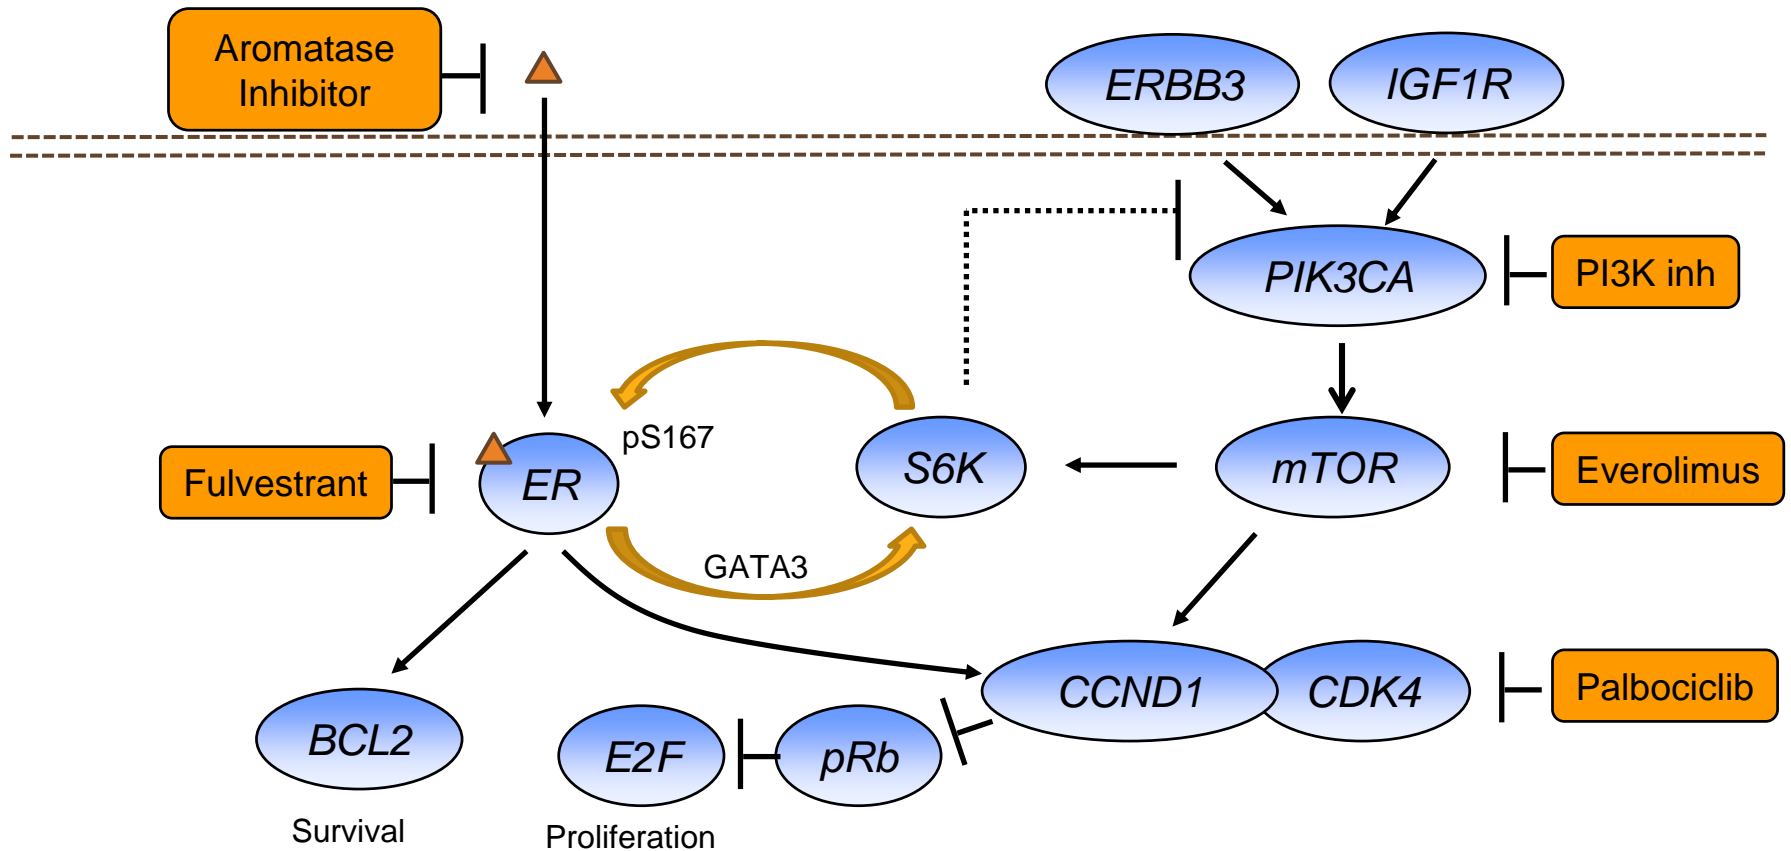 Aromatase
Inhibitor
ERBB3
IGF1R
PIK3CA
PI3K inh
pS167
Fulvestrant
ER
S6K
mTOR
Everolimus
GATA3
CCND1
CDK4
Palbociclib
BCL2
E2F
pRb
Survival
Proliferation